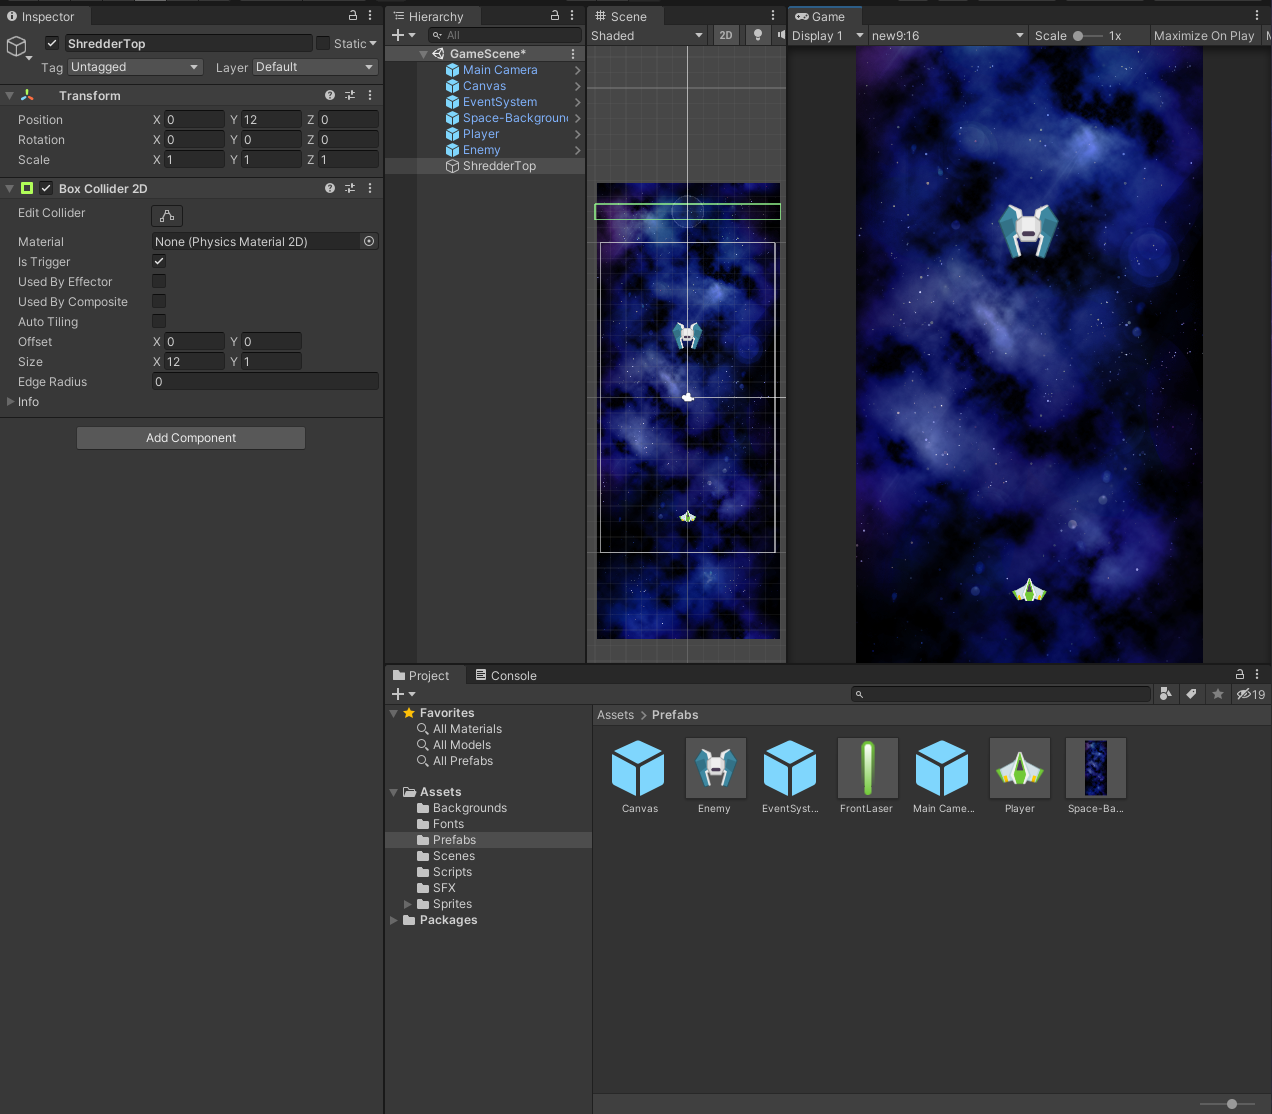 Inspector
ShredderTop
Static
Tag Untagged Layer Default
Transform
Position X 0 Y 12 Z 0
Rotation X 0 Y 0 Z 0
Scale X 1 Y 1 Z 1
Box Collider 2D
Edit Collider
Material None (Physics Material 2D)
Is Trigger
Used By Effector
Used By Composite
Auto Tiling
Offset X 0 Y 0
Size X 12 Y 1
Edge Radius 0
Info
Add Component
Hierarchy
All
GameScene*
Main Camera
Canvas
EventSystem
Space-Background
Player
Enemy
ShredderTop
Scene
Shaded 2D
Game
Display 1 new9:16 Scale 1x Maximize On Play
Project Console
19
Favorites
All Materials
All Models
All Prefabs
Assets
Backgrounds
Fonts
Prefabs
Scenes
Scripts
SFX
Sprites
Packages
Assets > Prefabs
Canvas Enemy EventSyst... FrontLaser Main Came... Player Space-Ba...